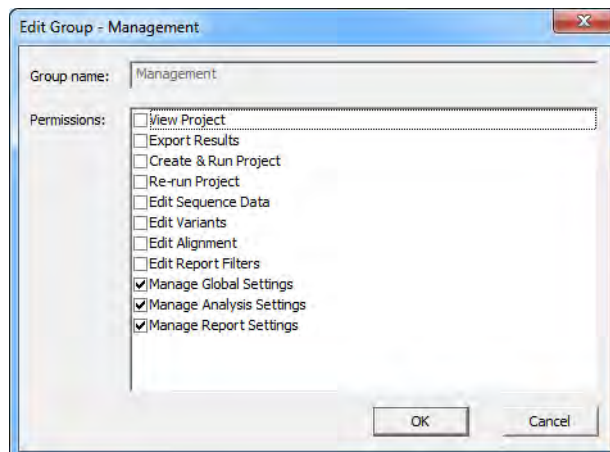 Edit Group - Management
Group name: Management
Permissions: View Project
Export Results
Create & Run Project
Re-run Project
Edit Sequence Data
Edit Variants
Edit Alignment
Edit Report Filters
Manage Global Settings
Manage Analysis Settings
Manage Report Settings
OK Cancel